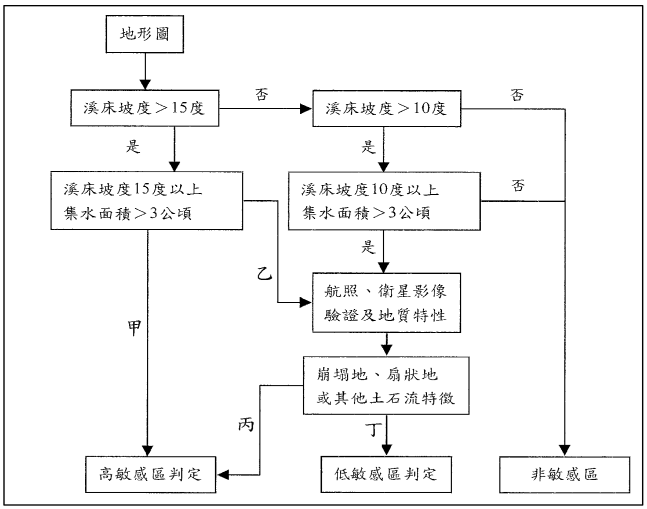 地形圖
溪床坡度＞15度
否
溪床坡度＞10度
否
是
是
溪床坡度15度以上
集水面積＞3公頃
溪床坡度10度以上
集水面積＞3公頃
否
是
乙
航照、衛星影像
驗證及地質特性
甲
崩塌地、扇狀地
或其他土石流特徵
丙
丁
高敏感區判定
低敏感區判定
非敏感區